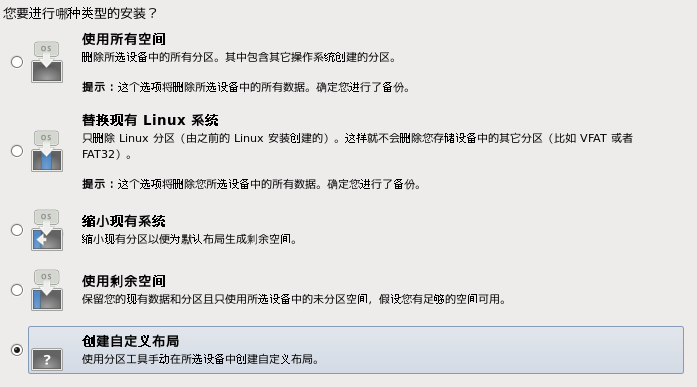 您要进行哪种类型的安装？
OS
使用所有空间
删除所选设备中的所有分区。其中包含其它操作系统创建的分区。
提示：这个选项将删除所选设备中的所有数据。确定您进行了备份。
OS
替换现有 Linux 系统
只删除 Linux 分区（由之前的 Linux 安装创建的）。这样就不会删除您存储设备中的其它分区（比如 VFAT 或者
FAT32）。
提示：这个选项将删除您所选设备中的所有数据。确定您进行了备份。
OS
缩小现有系统
缩小现有分区以便为默认布局生成剩余空间。
OS
使用剩余空间
保留您的现有数据和分区且只使用所选设备中的未分区空间，假设您有足够的空间可用。
?
创建自定义布局
使用分区工具手动在所选设备中创建自定义布局。